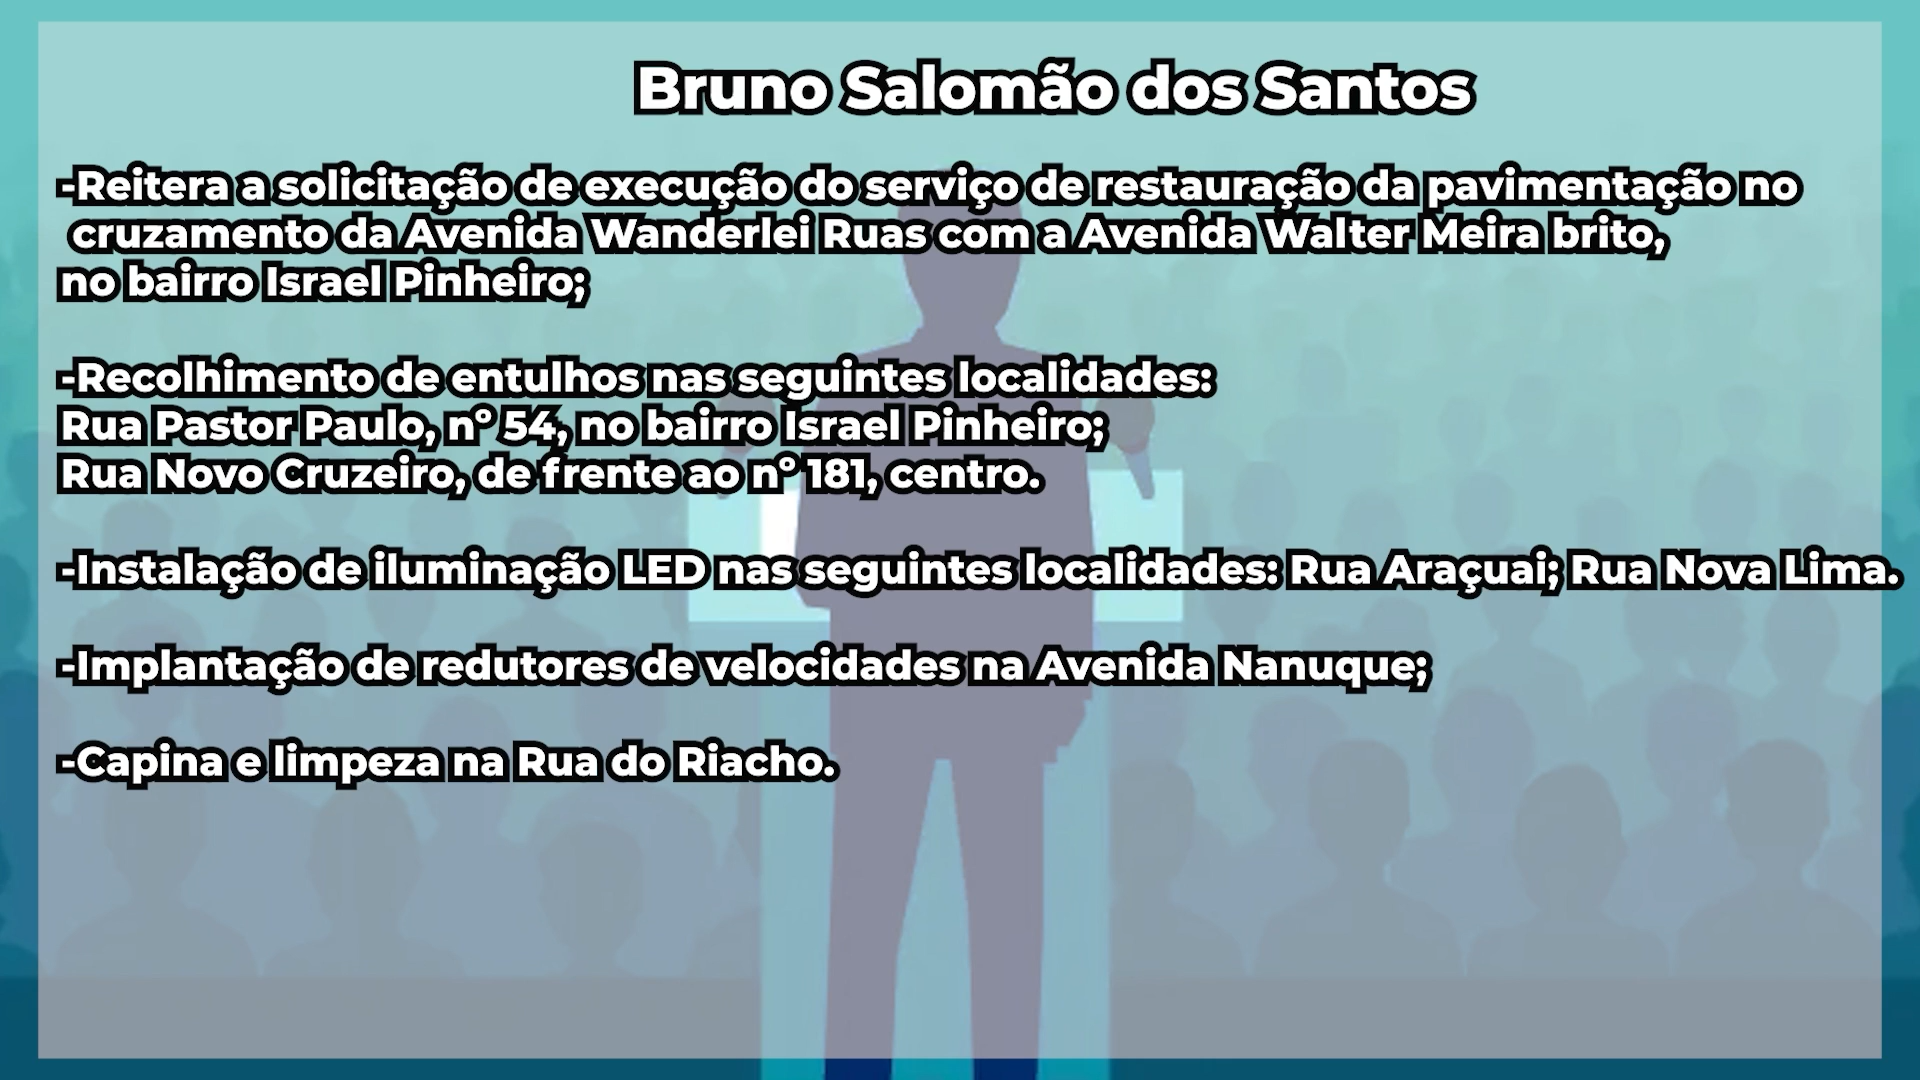 Bruno Salomão dos Santos
-Reitera a solicitação de execução do serviço de restauração da pavimentação no
cruzamento da Avenida Wanderlei Ruas com a Avenida Walter Meira brito,
no bairro Israel Pinheiro;
-Recolhimento de entulhos nas seguintes localidades:
Rua Pastor Paulo, nº 54, no bairro Israel Pinheiro;
Rua Novo Cruzeiro, de frente ao nº 181, centro.
-Instalação de iluminação LED nas seguintes localidades: Rua Araçuai; Rua Nova Lima.
-Implantação de redutores de velocidades na Avenida Nanuque;
-Capina e limpeza na Rua do Riacho.